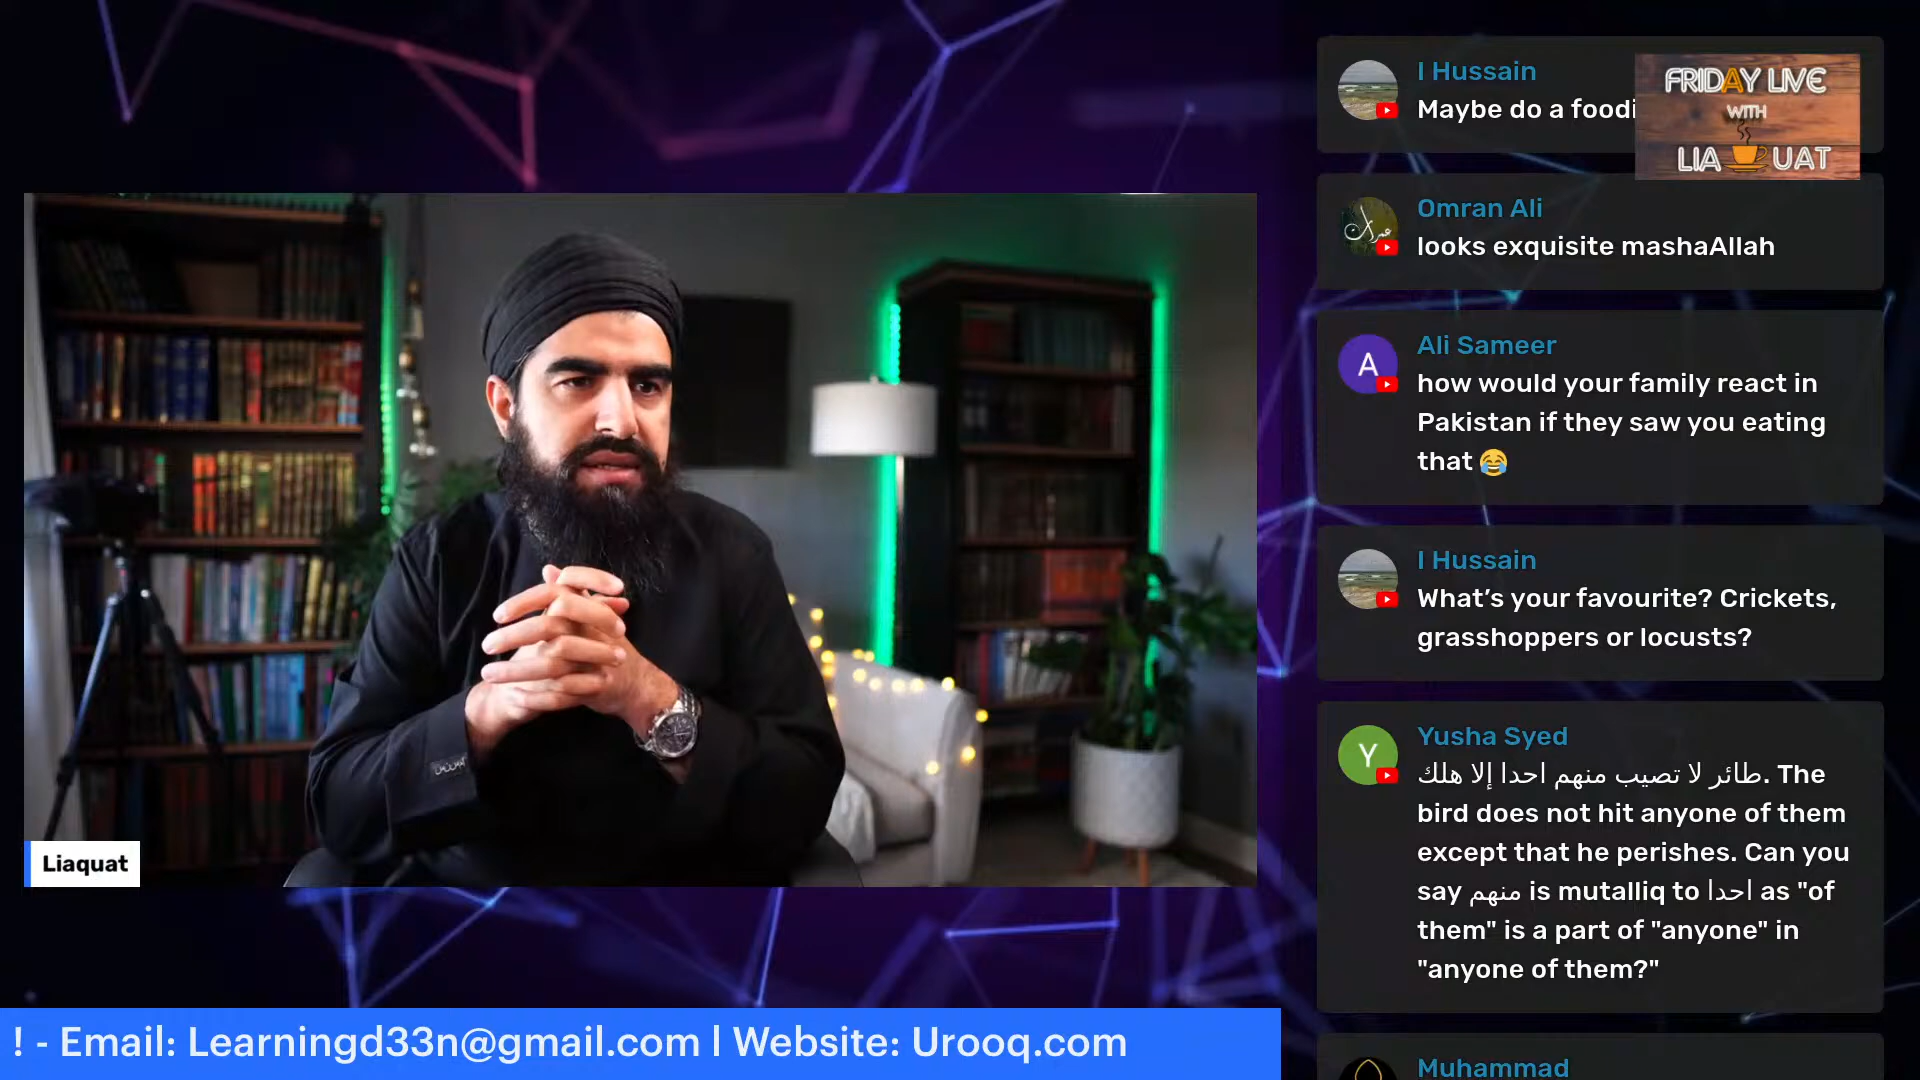 I Hussain
Maybe do a foodi
FRIDAY LIVE
WITH
LIA UAT
Omran Ali
looks exquisite mashaAllah
Ali Sameer
how would your family react in
Pakistan if they saw you eating
that 😂
I Hussain
What’s your favourite? Crickets,
grasshoppers or locusts?
Yusha Syed
طائر لا تصيب منهم احدا إلا هلك. The
bird does not hit anyone of them
except that he perishes. Can you
say منهم is mutalliq to احدا as "of
them" is a part of "anyone" in
"anyone of them?"
Muhammad
Liaquat
! - Email: Learningd33n@gmail.com l Website: Urooq.com
A
Y